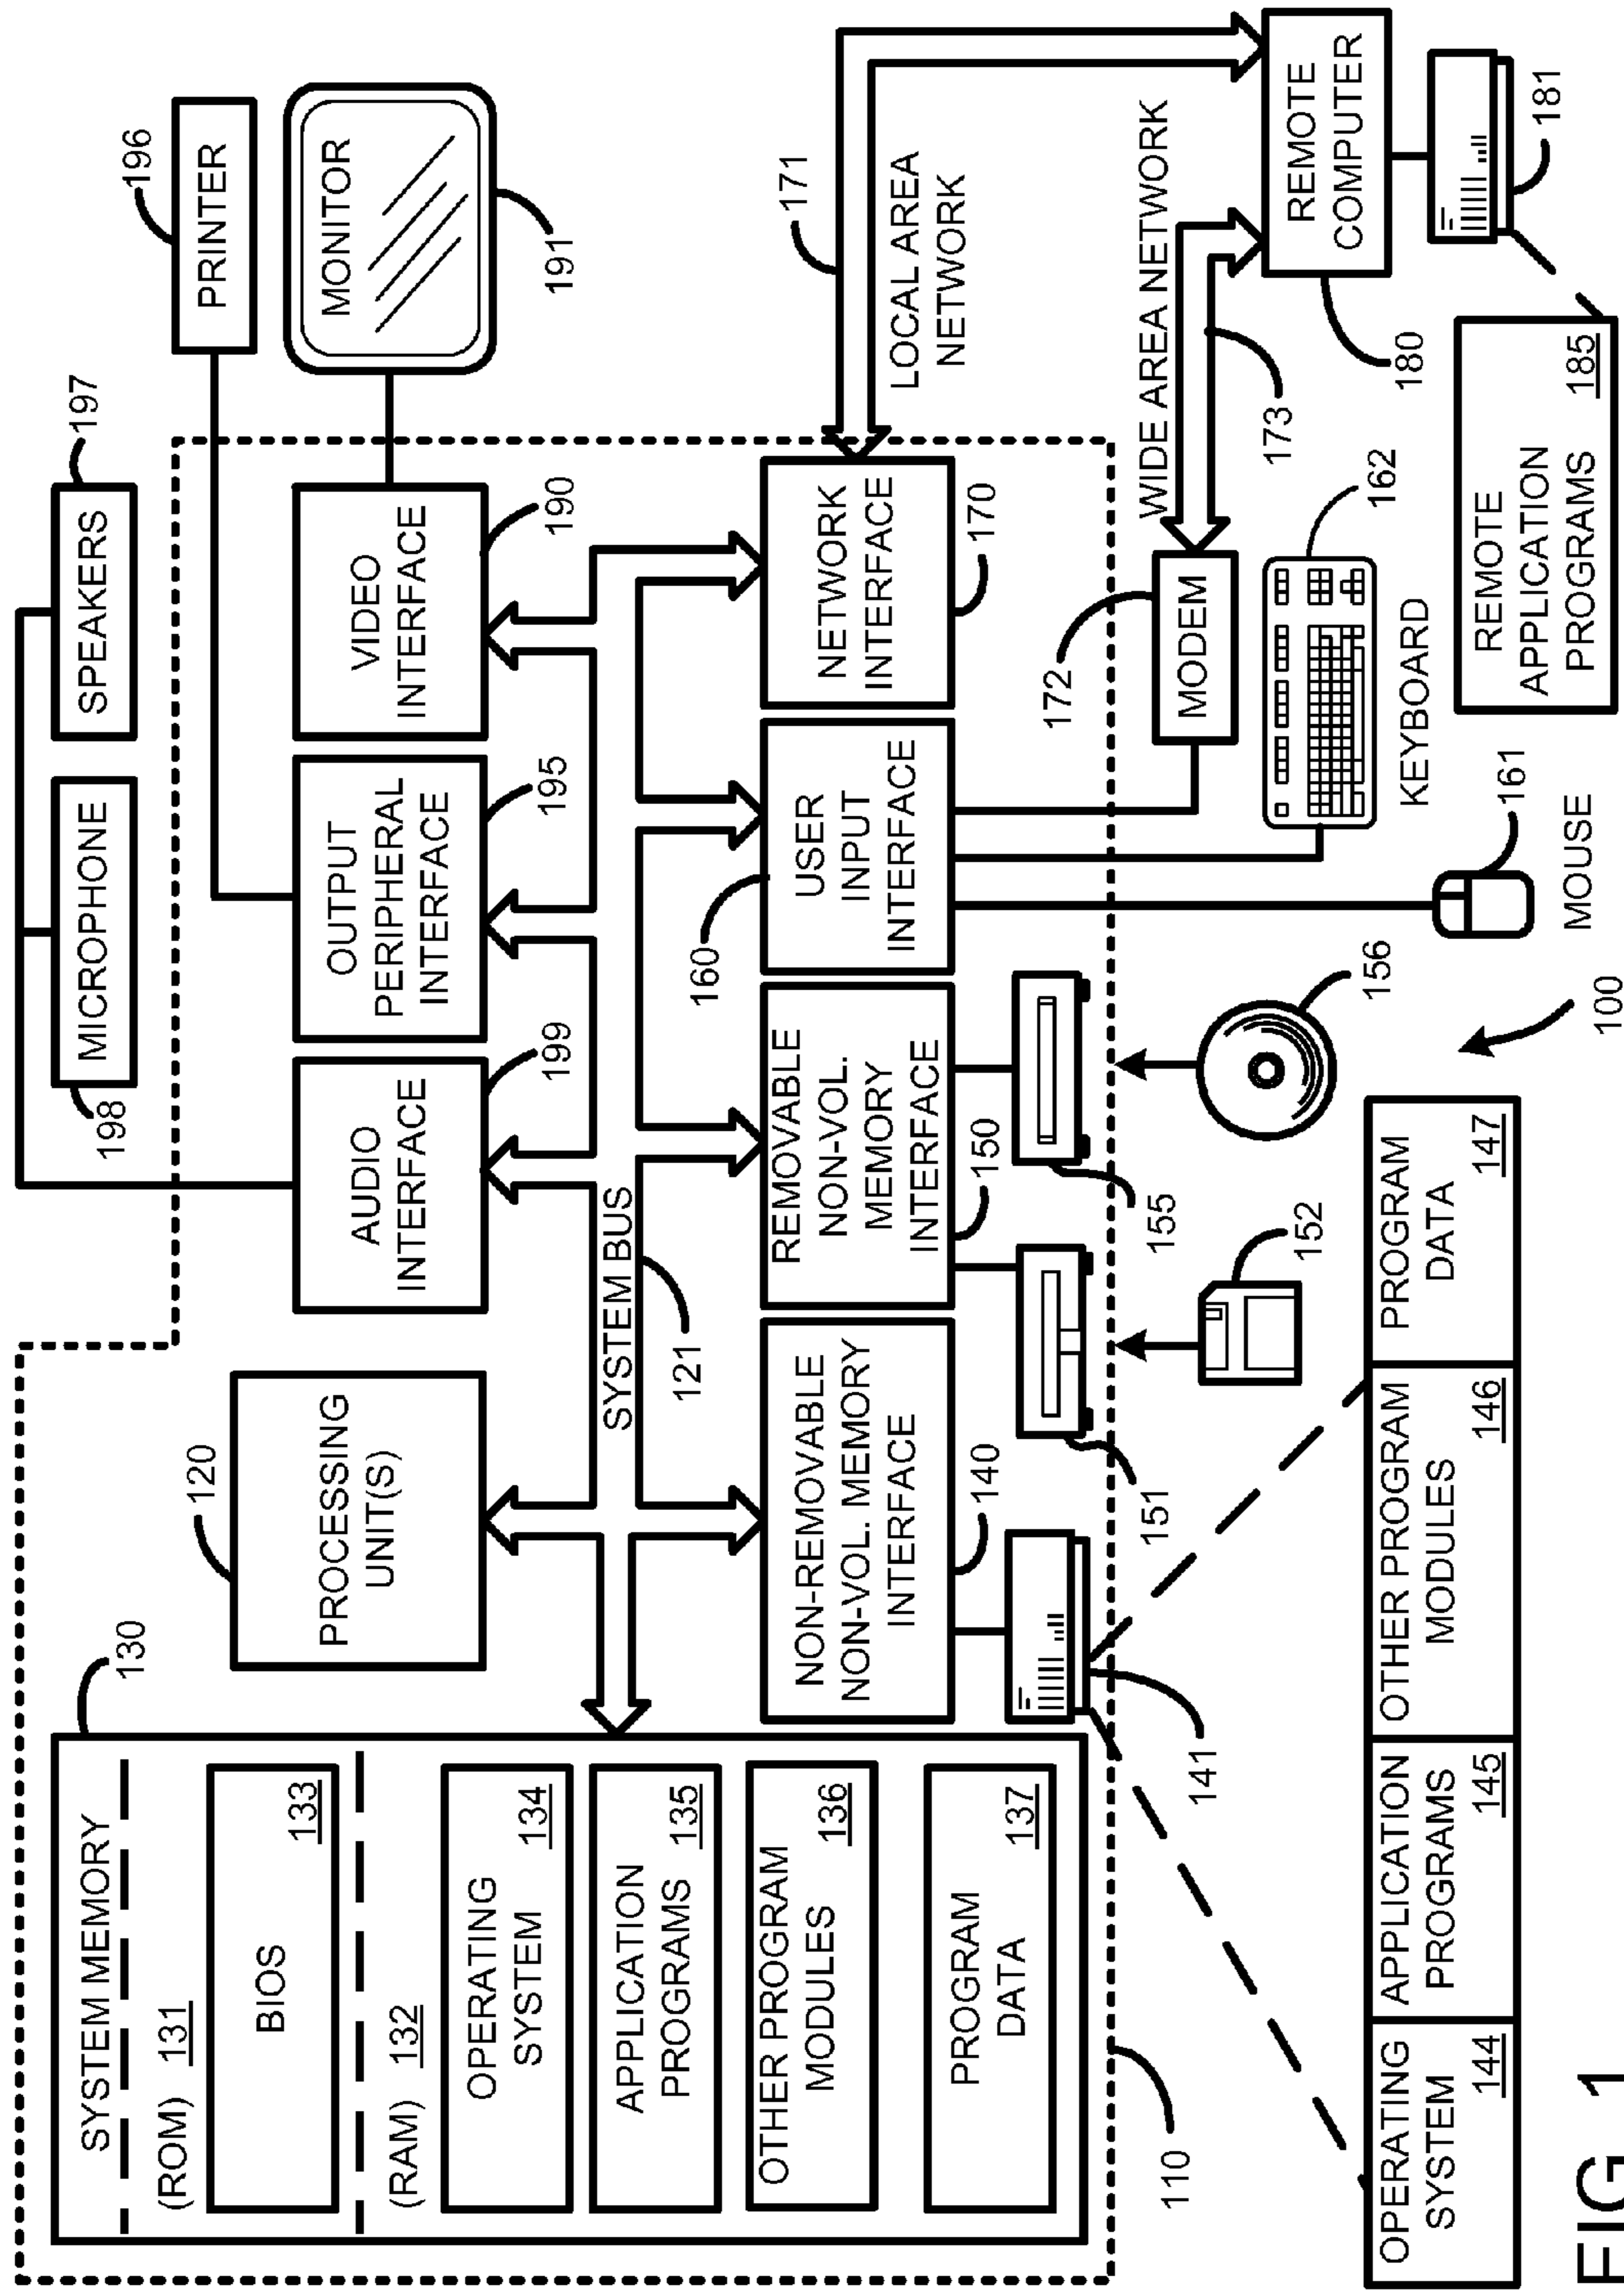 SYSTEM MEMORY
(ROM) 131
BIOS
133
(RAM) 132
OPERATING
SYSTEM
134
APPLICATION
PROGRAMS
135
OTHER PROGRAM
MODULES
136
PROGRAM
DATA
137
130
110
120
PROCESSING
UNIT(S)
SYSTEM BUS
121
198
MICROPHONE
SPEAKERS
197
AUDIO
INTERFACE
199
OUTPUT
PERIPHERAL
INTERFACE
195
VIDEO
INTERFACE
190
PRINTER
196
MONITOR
191
NON-REMOVABLE
NON-VOL. MEMORY
INTERFACE
140
REMOVABLE
NON-VOL.
MEMORY
INTERFACE
150
160
USER
INPUT
INTERFACE
NETWORK
INTERFACE
170
171
LOCAL AREA
NETWORK
141
151
155
152
156
172
MODEM
WIDE AREA NETWORK
173
REMOTE
COMPUTER
180
181
162
KEYBOARD
161
MOUSE
100
REMOTE
APPLICATION
PROGRAMS
185
OPERATING
SYSTEM
144
APPLICATION
PROGRAMS
145
OTHER PROGRAM
MODULES
146
PROGRAM
DATA
147
FIG. 1